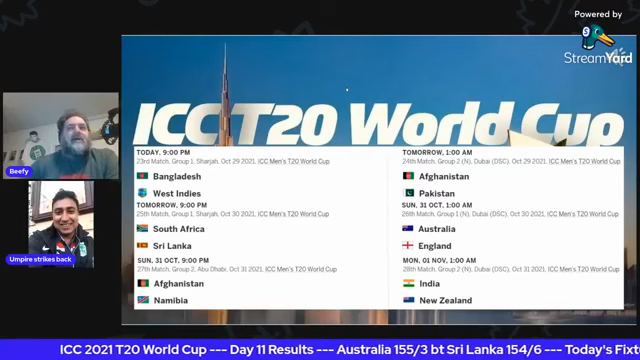 Powered by
StreamYard
ICC T20 World Cup
TODAY, 9:00 PM
23rd Match, Group 1, Sharjah, Oct 29 2021, ICC Men's T20 World Cup
Bangladesh
West Indies
TOMORROW, 9:00 PM
25th Match, Group 1, Sharjah, Oct 30 2021, ICC Men's T20 World Cup
South Africa
Sri Lanka
SUN, 31 OCT, 9:00 PM
27th Match, Group 2, Abu Dhabi, Oct 31 2021, ICC Men's T20 World Cup
Afghanistan
Namibia
TOMORROW, 1:00 AM
24th Match, Group 2 (N), Dubai (DSC), Oct 29 2021, ICC Men's T20 World Cup
Afghanistan
Pakistan
SUN, 31 OCT, 1:00 AM
26th Match, Group 1 (N), Dubai (DSC), Oct 30 2021, ICC Men's T20 World Cup
Australia
England
MON, 01 NOV, 1:00 AM
28th Match, Group 2 (N), Dubai (DSC), Oct 31 2021, ICC Men's T20 World Cup
India
New Zealand
Beefy
Umpire strikes back
ICC 2021 T20 World Cup --- Day 11 Results --- Australia 155/3 bt Sri Lanka 154/6 --- Today's Fixt